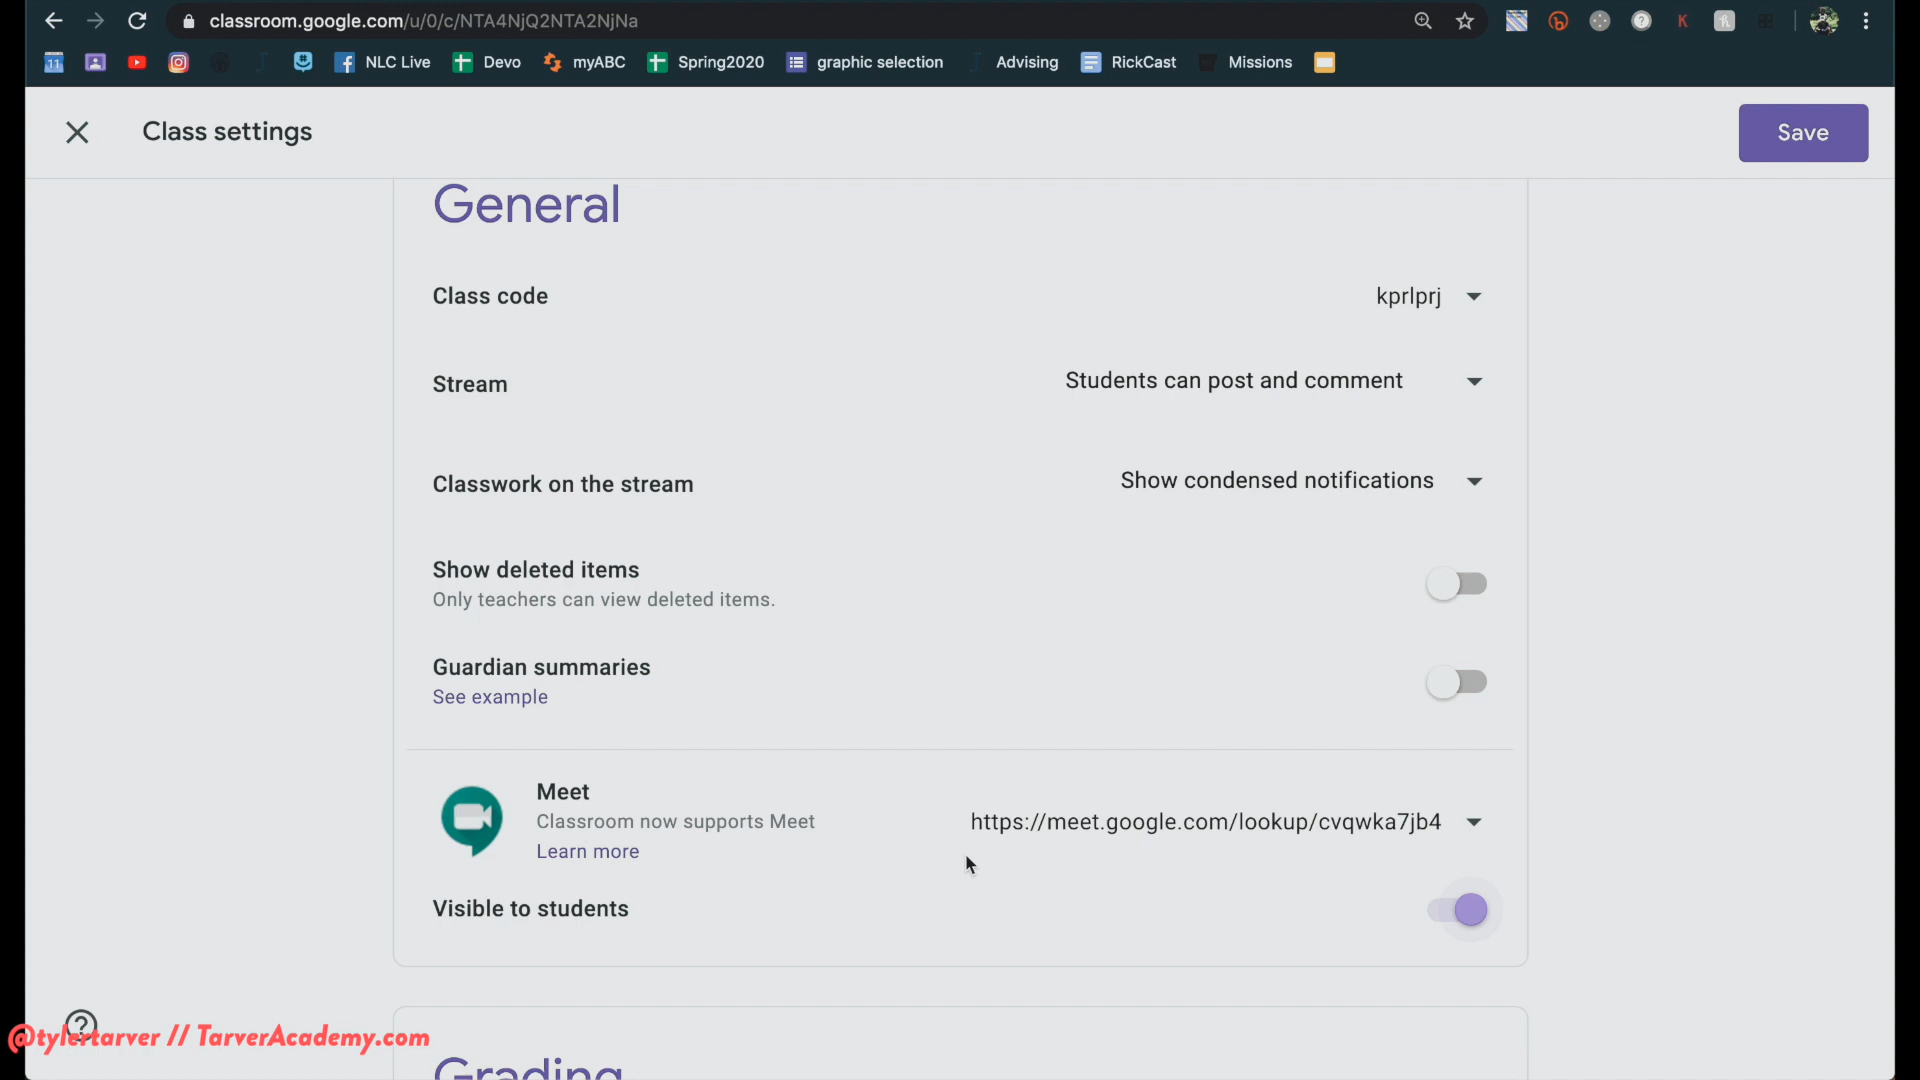 classroom.google.com/u/0/c/NTA4NjQ2NTA2NjNa
11 NLC Live Devo myABC Spring2020 graphic selection Advising RickCast Missions
Class settings
Save
General
Class code
kprlprj
Stream
Students can post and comment
Classwork on the stream
Show condensed notifications
Show deleted items
Only teachers can view deleted items.
Guardian summaries
See example
Meet
Classroom now supports Meet
https://meet.google.com/lookup/cvqwka7jb4
Learn more
Visible to students
@tylertarver // TarverAcademy.com
Grading